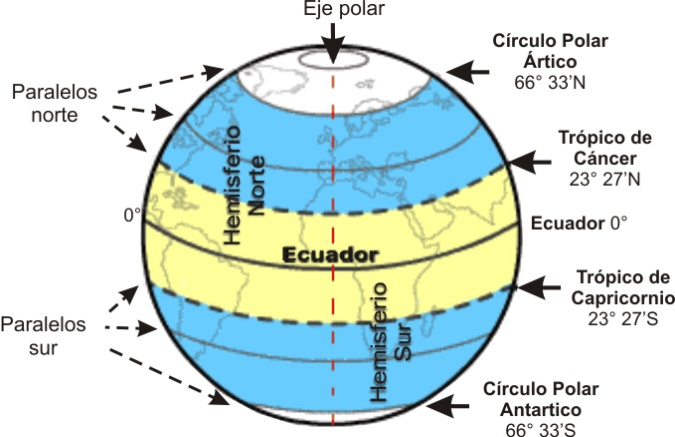 Eje polar
Círculo Polar
Ártico
66° 33’N
Paralelos
norte
Trópico de
Cáncer
23° 27’N
Hemisferio
Norte
0°
Ecuador 0°
Ecuador
Trópico de
Capricornio
23° 27’S
Paralelos
sur
Hemisferio
Sur
Círculo Polar
Antartico
66° 33’S